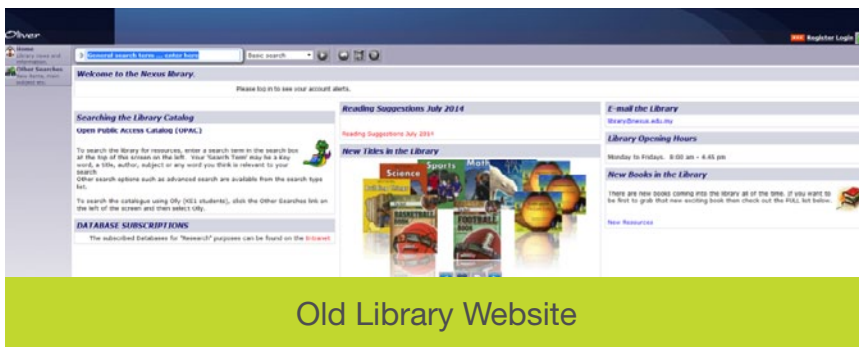 Oliver
Register Login
Home
Library news and information.
Other Searches
New items, most
General search term ... enter here
Basic search
Welcome to the Nexus library.
Please log in to see your account alerts.
Searching the Library Catalog
Open Public Access Catalog (OPAC)
To search the library for resources, enter a search term in the search box
at the top of the screen on the left. Your 'Search Term' may be a Key
word, a title, author, subject or any word you think is relevant to your
search
Other search options such as advanced search are available from the search type
list.
To search the catalogue using Olly (KS1 students), click the Other Searches link on
the left of the screen and then select Olly.
DATABASE SUBSCRIPTIONS
The subscribed Databases for "Research" purposes can be found on the
Reading Suggestions July 2014
Reading Suggestions July 2014
New Titles in the Library
Science
Sports
Math
BASKETBALL
BOOK
FOOTBALL
BOOK
E-mail the Library
library@nexus.edu.my
Library Opening Hours
Monday to Fridays. 8:00 am - 4.45 pm
New Books in the Library
There are new books coming into the library all of the time. If you want to
be first to grab that new exciting book then check out the FULL list below.
New Resources
Old Library Website